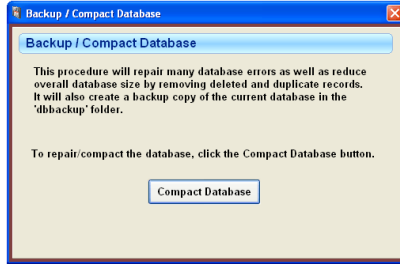 Backup / Compact Database
Backup / Compact Database
This procedure will repair many database errors as well as reduce
overall database size by removing deleted and duplicate records.
It will also create a backup copy of the current database in the
'dbbackup' folder.
To repair/compact the database, click the Compact Database button.
Compact Database